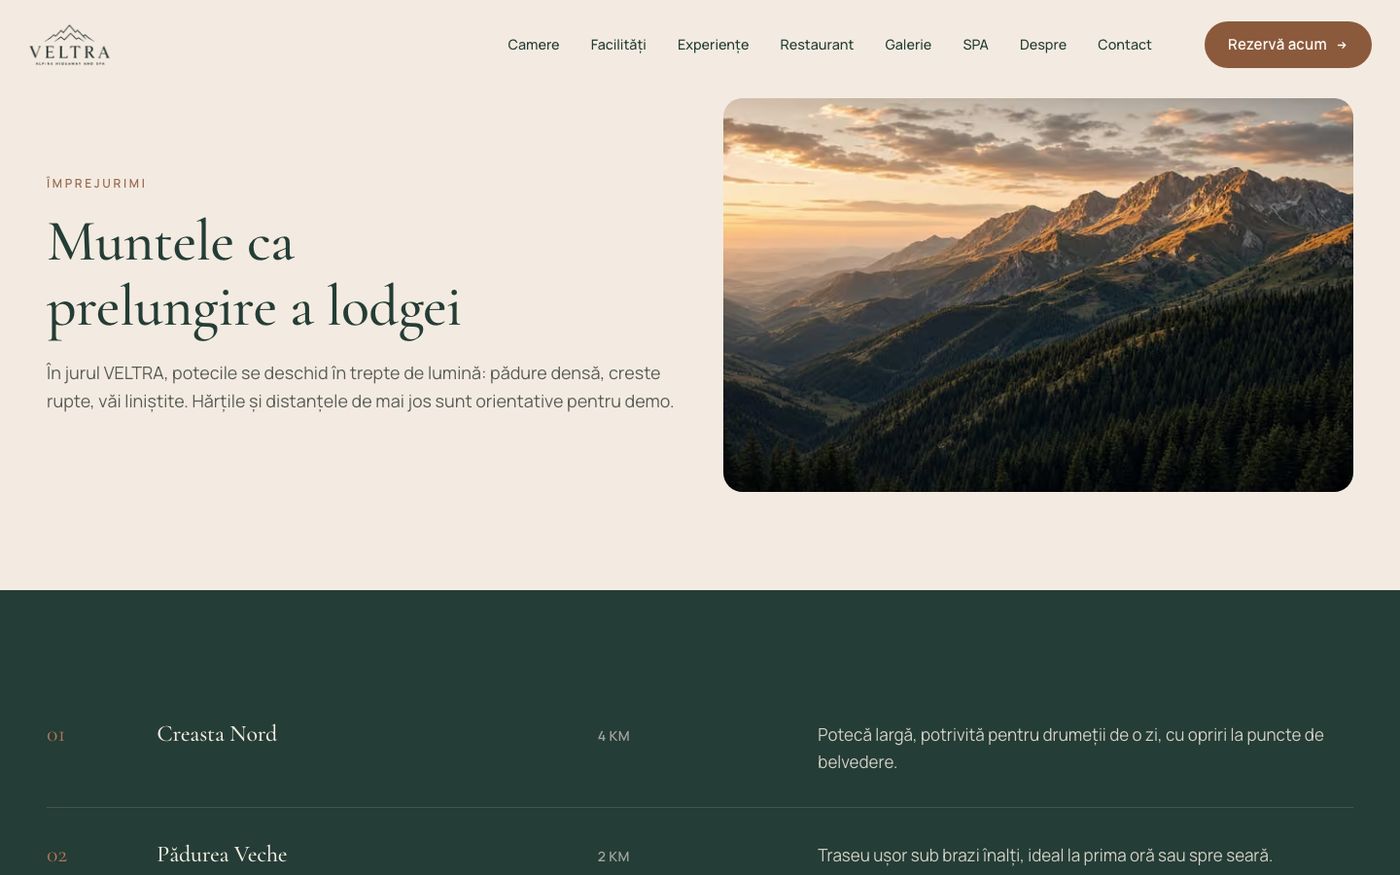 VELTRA
ALPINE HIDEAWAY AND SPA
Camere
Facilități
Experiențe
Restaurant
Galerie
SPA
Despre
Contact
Rezervă acum →
ÎMPREJURIMI
Muntele ca
prelungire a lodgei
În jurul VELTRA, potecile se deschid în trepte de lumină: pădure densă, creste
rupte, văi liniștite. Hărțile și distanțele de mai jos sunt orientative pentru demo.
01
Creasta Nord
4 KM
Potecă largă, potrivită pentru drumeții de o zi, cu opriri la puncte de
belvedere.
02
Pădurea Veche
2 KM
Traseu ușor sub brazi înalți, ideal la prima oră sau spre seară.